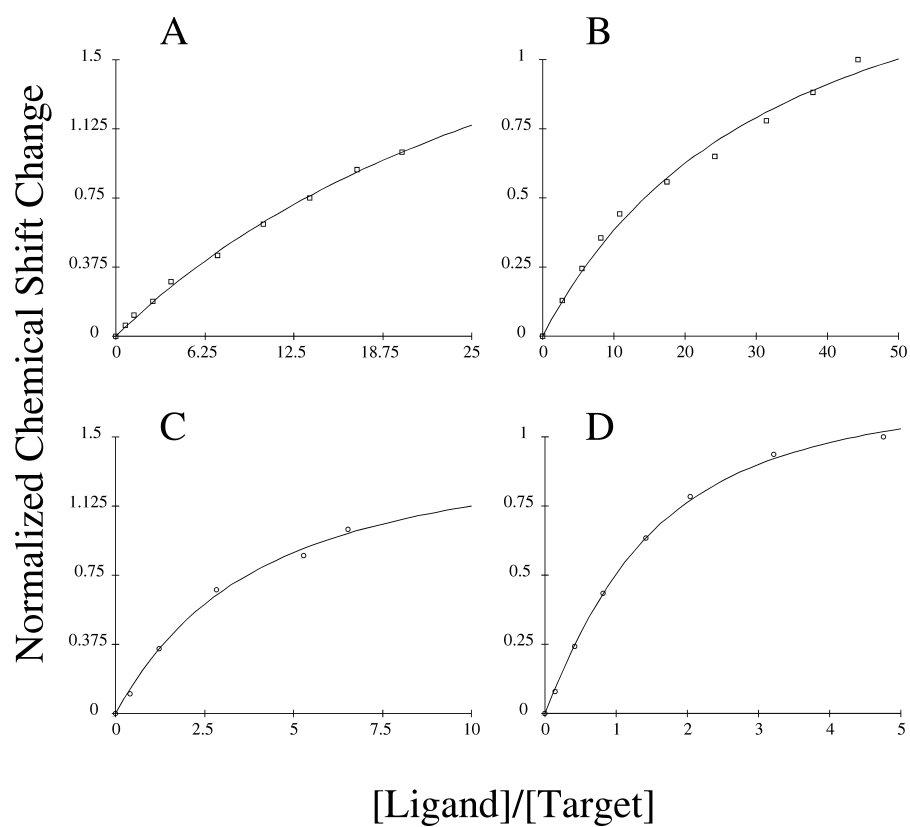 Normalized Chemical Shift Change
A
1.5
1.125
0.75
0.375
0
0 6.25 12.5 18.75 25
B
1
0.75
0.5
0.25
0
0 10 20 30 40 50
C
1.5
1.125
0.75
0.375
0
0 2.5 5 7.5 10
D
1
0.75
0.5
0.25
0
0 1 2 3 4 5
[Ligand]/[Target]